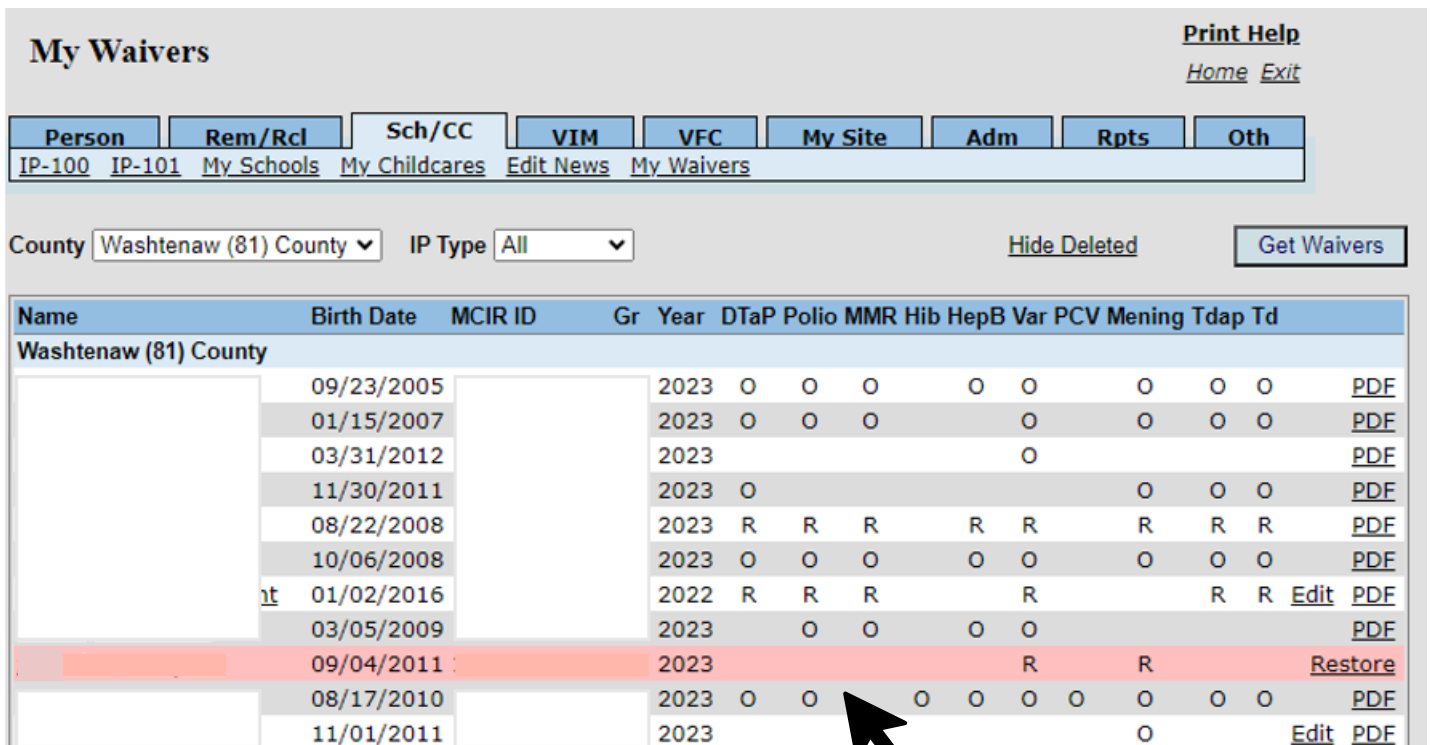 My Waivers
Print Help
Home Exit
Person Rem/Rcl Sch/CC VIM VFC My Site Adm Rpts Oth
IP-100 IP-101 My Schools My Childcares Edit News My Waivers
County Washtenaw (81) County IP Type All Hide Deleted Get Waivers
Name Birth Date MCIR ID Gr Year DTaP Polio MMR Hib HepB Var PCV Mening Tdap Td
Washtenaw (81) County
09/23/2005 2023 O O O O O O O O PDF
01/15/2007 2023 O O O O O O O PDF
03/31/2012 2023 O PDF
11/30/2011 2023 O O O O PDF
08/22/2008 2023 R R R R R R R R PDF
10/06/2008 2023 O O O O O O O O PDF
01/02/2016 2022 R R R R R R Edit PDF
03/05/2009 2023 O O O O PDF
09/04/2011 2023 R R Restore
08/17/2010 2023 O O O O O O O O O PDF
11/01/2011 2023 O Edit PDF